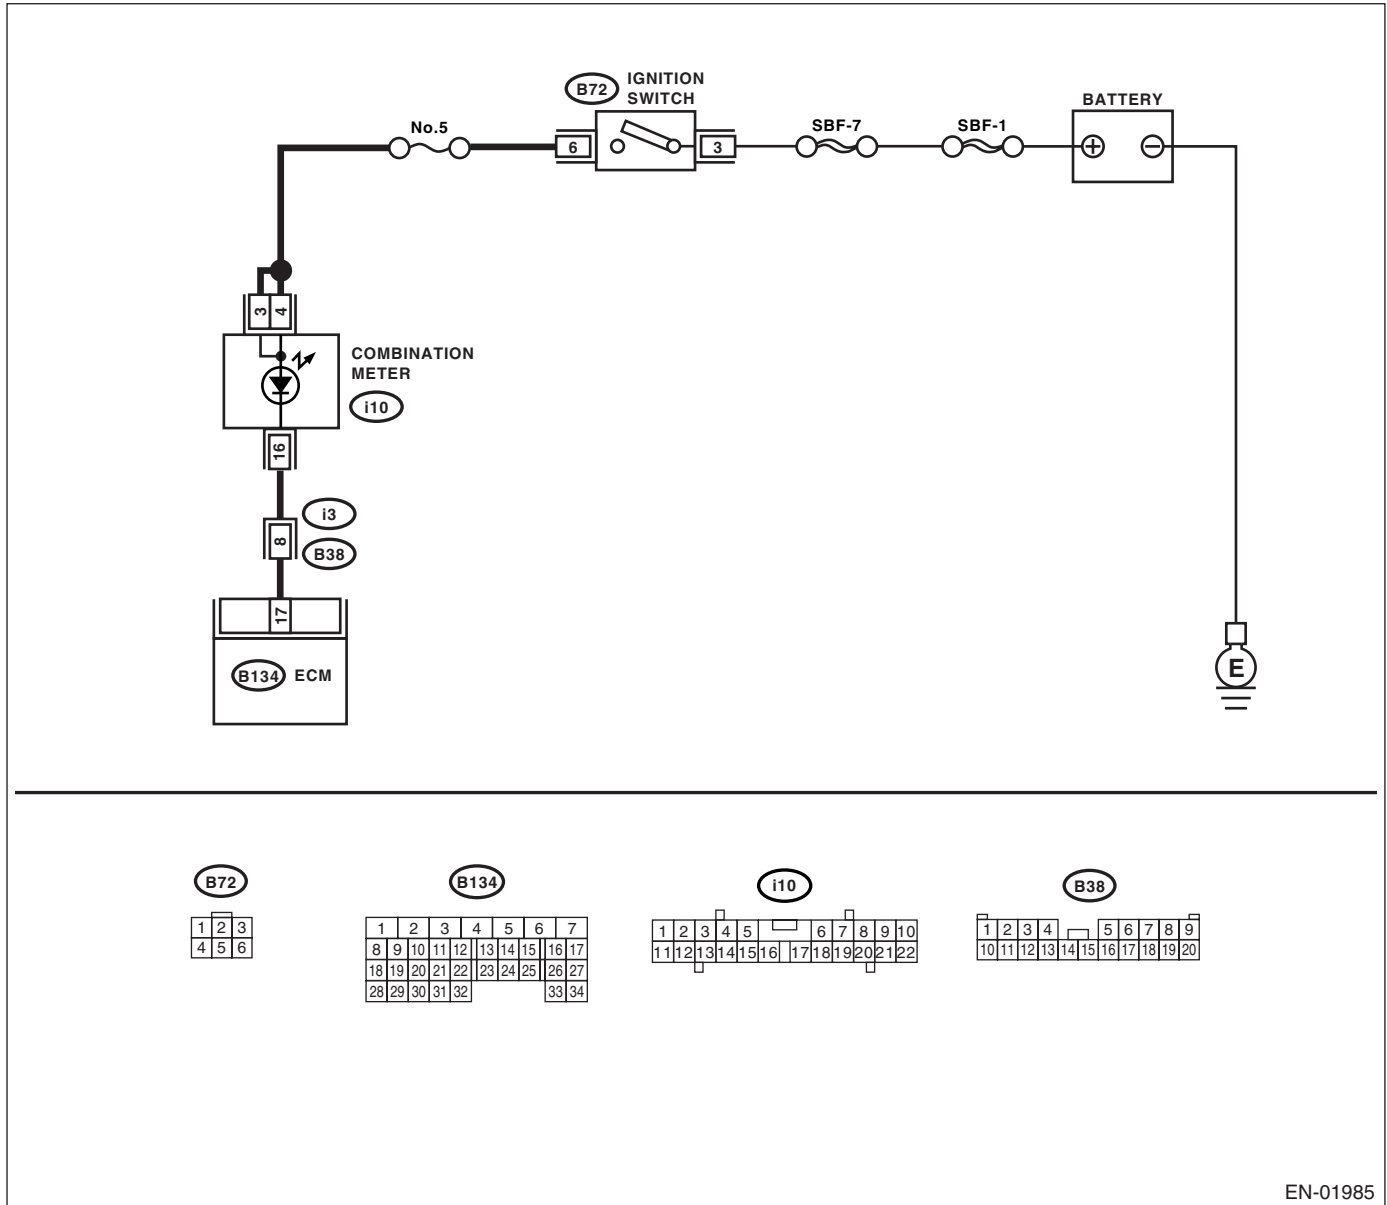 IGNITION
SWITCH
B72
BATTERY
No.5
SBF-7
SBF-1
6
3
3 4
COMBINATION
METER
i10
16
i3
8
B38
17
B134 ECM
E
B72
B134
i10
B38
1 2 3
4 5 6
1 2 3 4 5 6 7
8 9 10 11 12 13 14 15 16 17
18 19 20 21 22 23 24 25 26 27
28 29 30 31 32 33 34
1 2 3 4 5 6 7 8 9 10
11 12 13 14 15 16 17 18 19 20 21 22
1 2 3 4 5 6 7 8 9
10 11 12 13 14 15 16 17 18 19 20
EN-01985